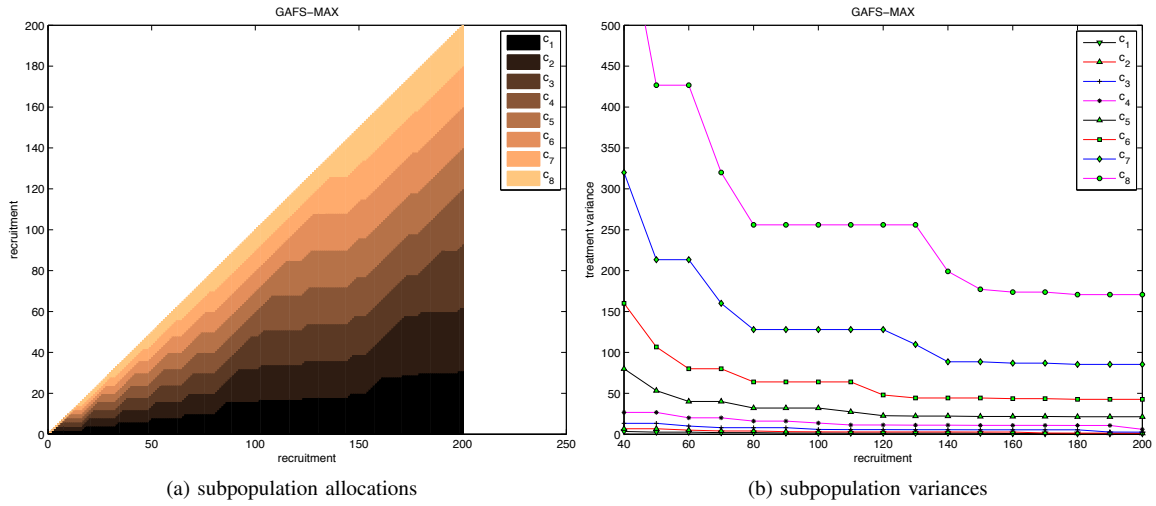 GAFS-MAX
200
180
160
140
120
100
80
60
40
20
0
recruitment
0
50
100
150
200
250
recruitment
c1
c2
c3
c4
c5
c6
c7
c8
(a) subpopulation allocations
GAFS-MAX
500
450
400
350
300
250
200
150
100
50
0
treatment variance
40
60
80
100
120
140
160
180
200
recruitment
c1
c2
c3
c4
c5
c6
c7
c8
(b) subpopulation variances